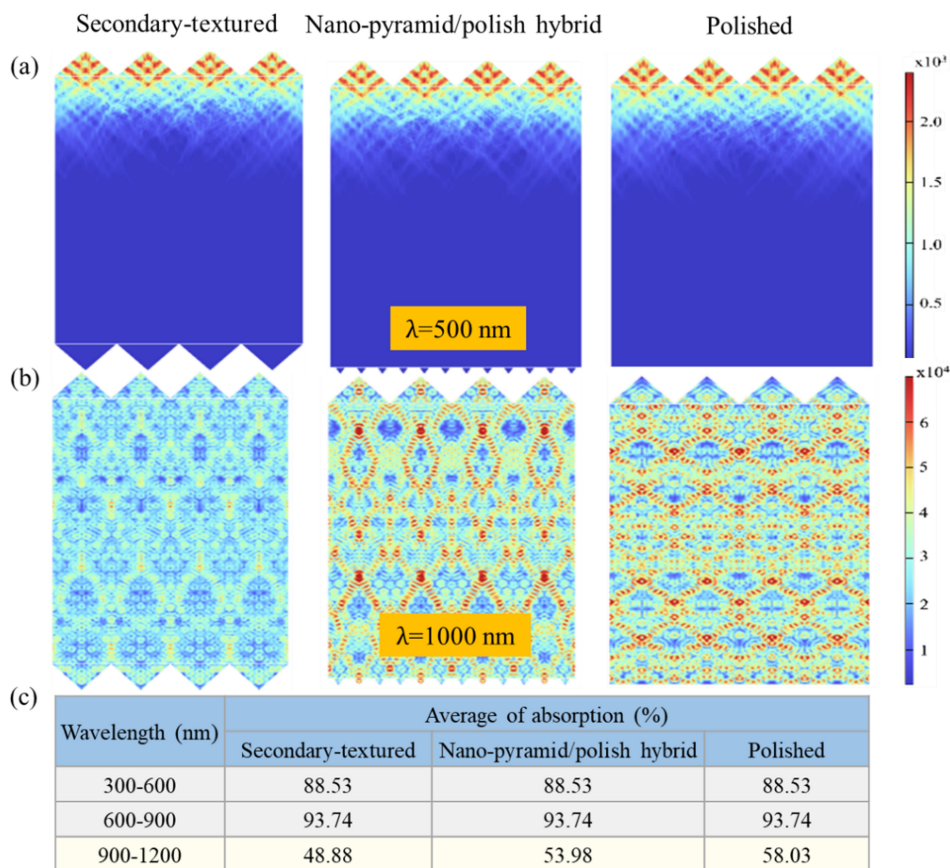 Secondary-textured Nano-pyramid/polish hybrid Polished
(a)
x10³
2.0
1.5
1.0
0.5
λ=500 nm
(b)
x10⁴
6
5
4
3
2
1
λ=1000 nm
(c)
Wavelength (nm) Average of absorption (%)
Secondary-textured Nano-pyramid/polish hybrid Polished
300-600 88.53 88.53 88.53
600-900 93.74 93.74 93.74
900-1200 48.88 53.98 58.03